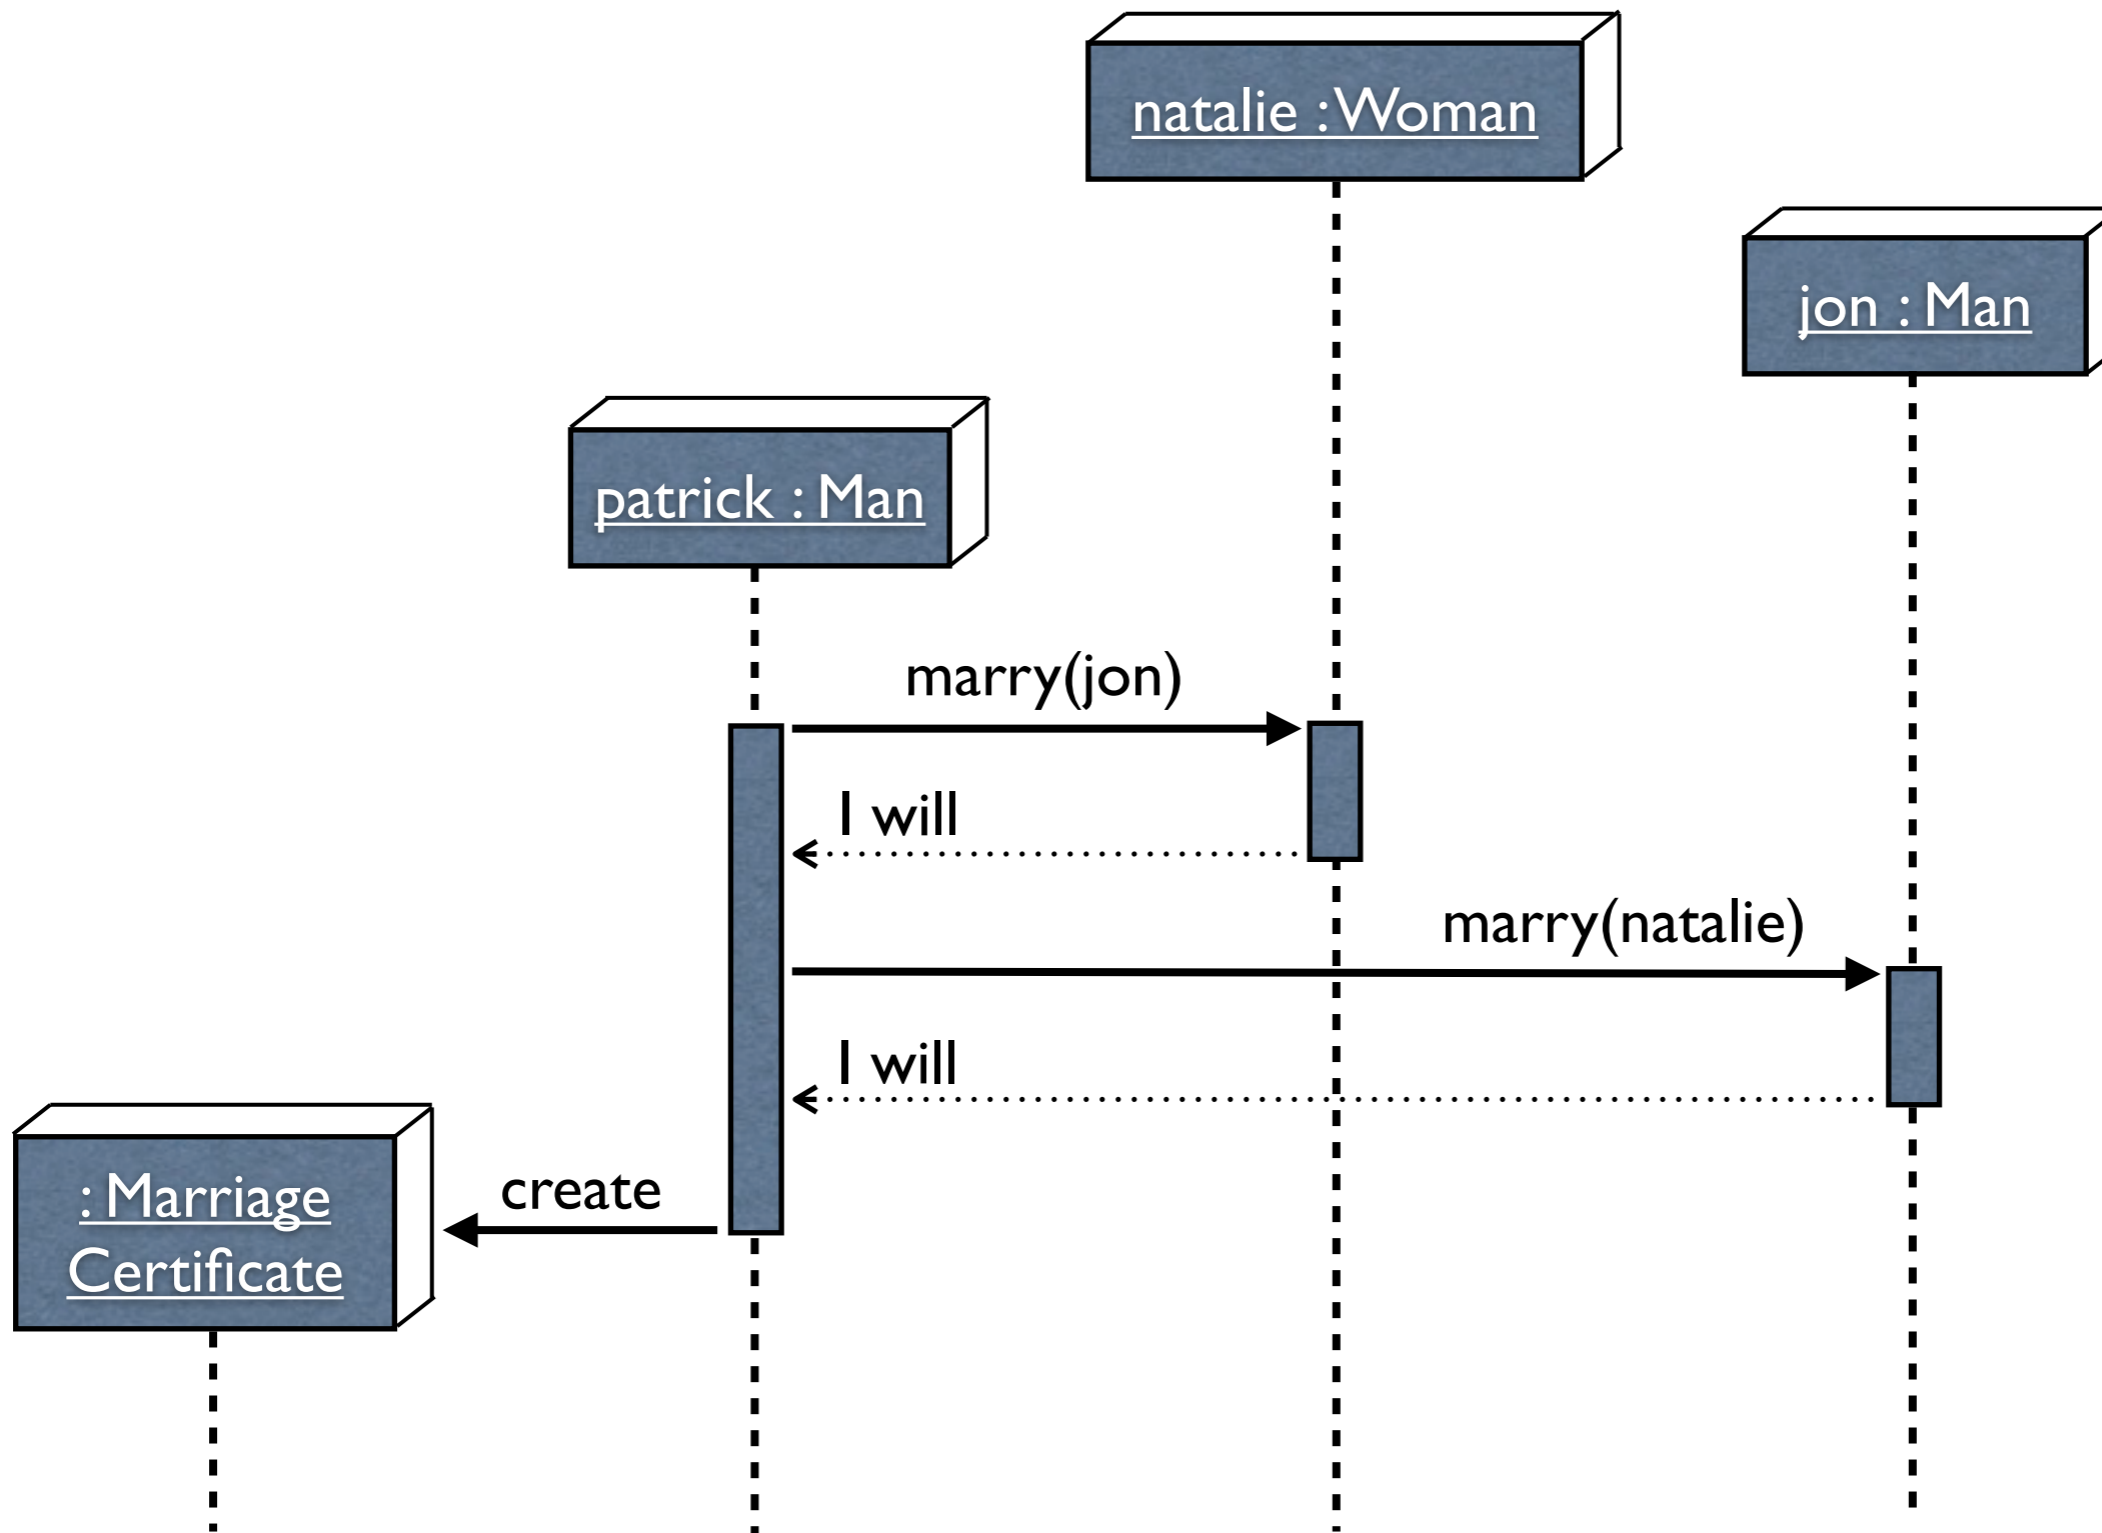 natalie : Woman
jon : Man
patrick : Man
marry(jon)
I will
marry(natalie)
I will
: Marriage
Certificate
create